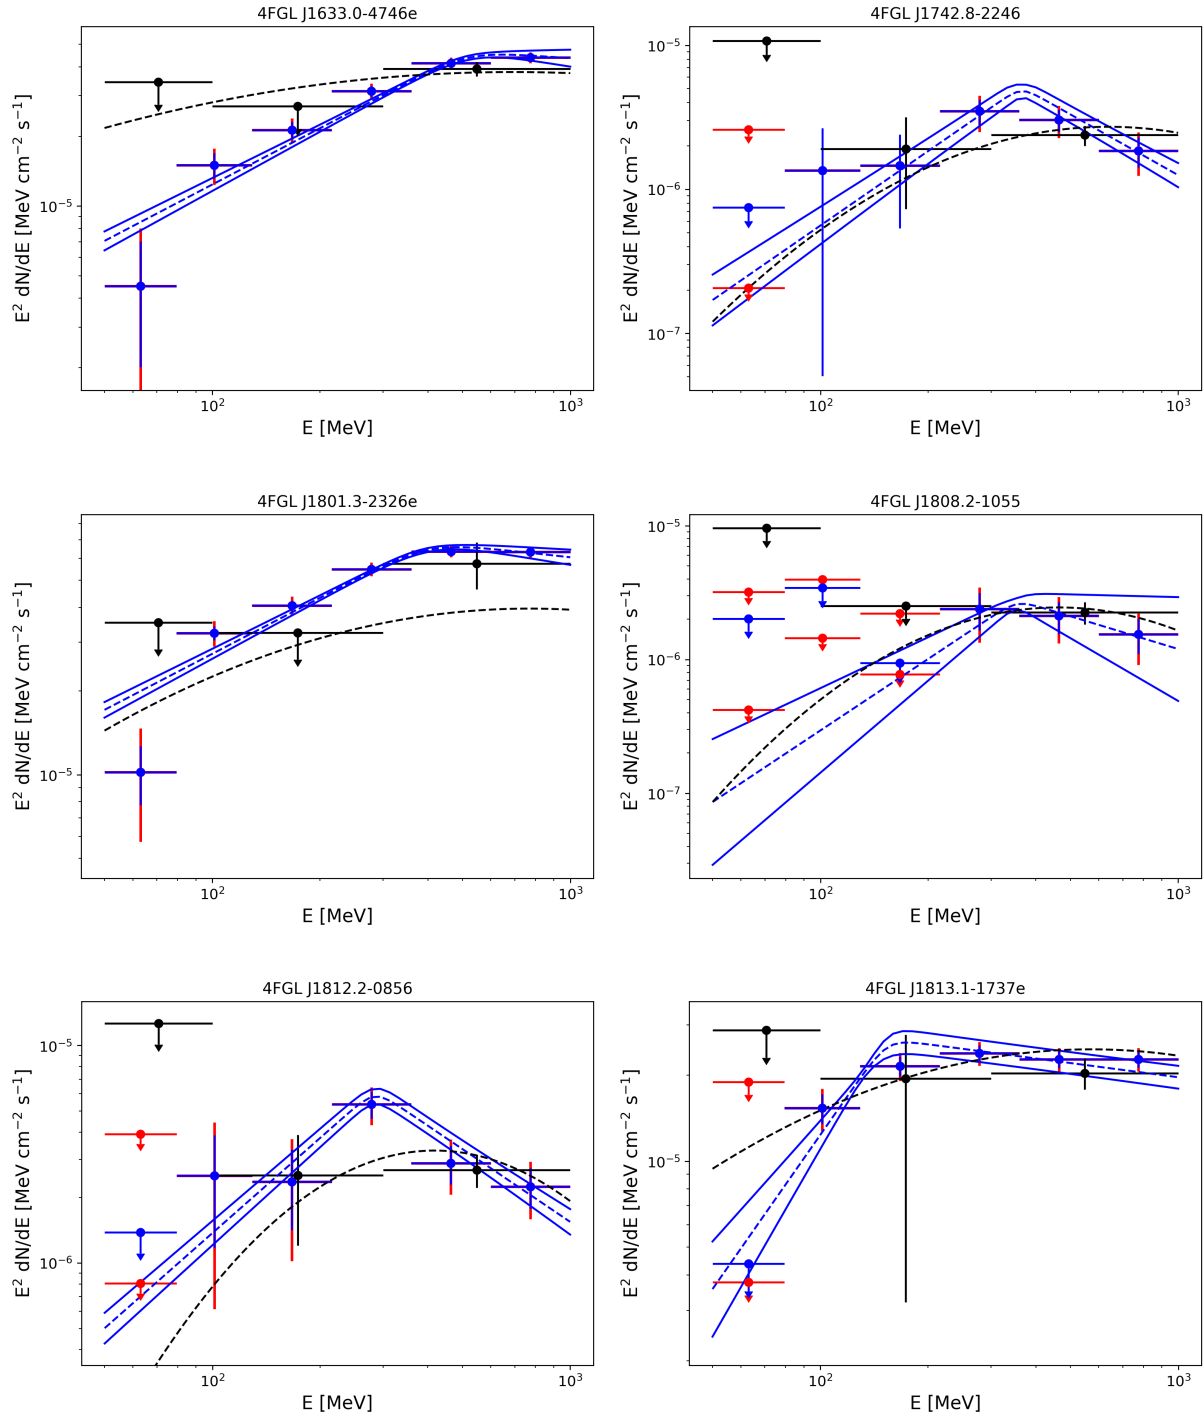 4FGL J1633.0-4746e
E² dN/dE [MeV cm⁻² s⁻¹]
10⁻⁵
10² 10³
E [MeV]
4FGL J1742.8-2246
E² dN/dE [MeV cm⁻² s⁻¹]
10⁻⁵
10⁻⁶
10⁻⁷
10² 10³
E [MeV]
4FGL J1801.3-2326e
E² dN/dE [MeV cm⁻² s⁻¹]
10⁻⁵
10² 10³
E [MeV]
4FGL J1808.2-1055
E² dN/dE [MeV cm⁻² s⁻¹]
10⁻⁵
10⁻⁶
10⁻⁷
10² 10³
E [MeV]
4FGL J1812.2-0856
E² dN/dE [MeV cm⁻² s⁻¹]
10⁻⁵
10⁻⁶
10² 10³
E [MeV]
4FGL J1813.1-1737e
E² dN/dE [MeV cm⁻² s⁻¹]
10⁻⁵
10² 10³
E [MeV]